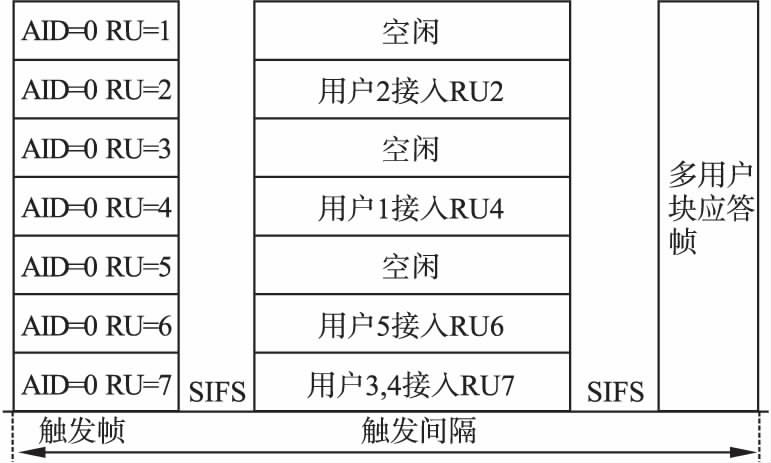 AID=0 RU=1
空闲
AID=0 RU=2
用户2接入RU2
AID=0 RU=3
空闲
AID=0 RU=4
用户1接入RU4
AID=0 RU=5
空闲
AID=0 RU=6
用户5接入RU6
AID=0 RU=7
SIFS
用户3,4接入RU7
SIFS
多用户
块应答
帧
触发帧
触发间隔